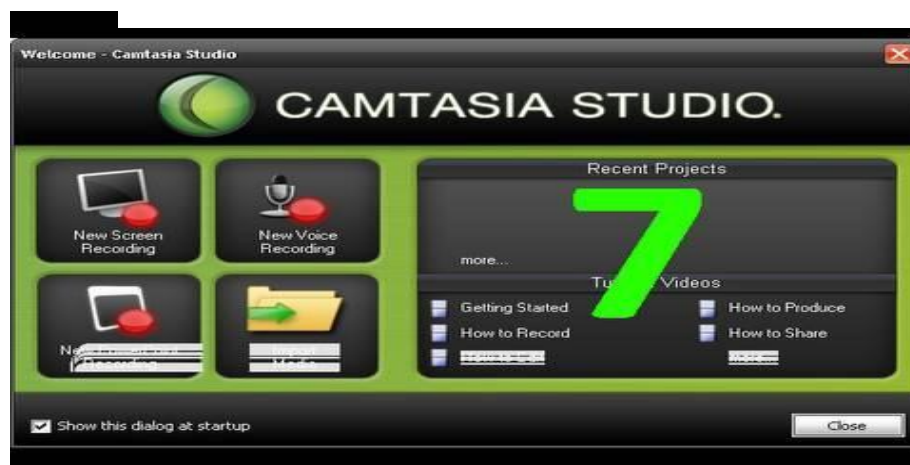 Welcome - Camtasia Studio
CAMTASIA STUDIO.
New Screen
Recording
New Voice
Recording
Recent Projects
7
more...
Videos
Getting Started
How to Produce
How to Record
How to Share
Show this dialog at startup
Close